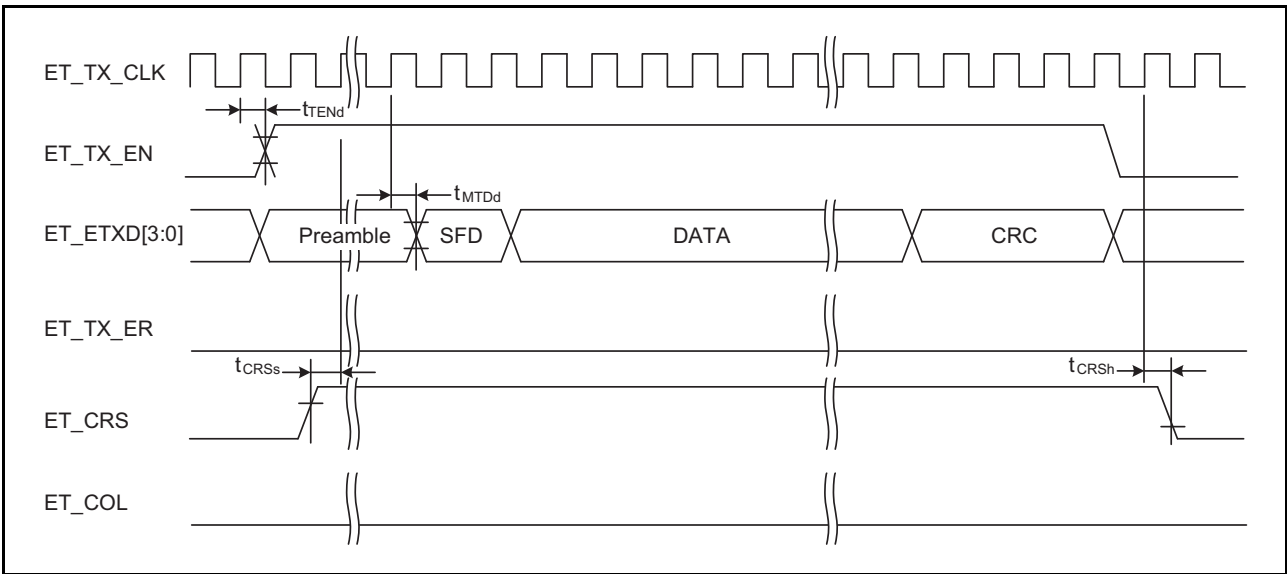 ET_TX_CLK
tTENd
ET_TX_EN
tMTDd
ET_ETXD[3:0]
Preamble
SFD
DATA
CRC
ET_TX_ER
tCRSs
tCRSh
ET_CRS
ET_COL